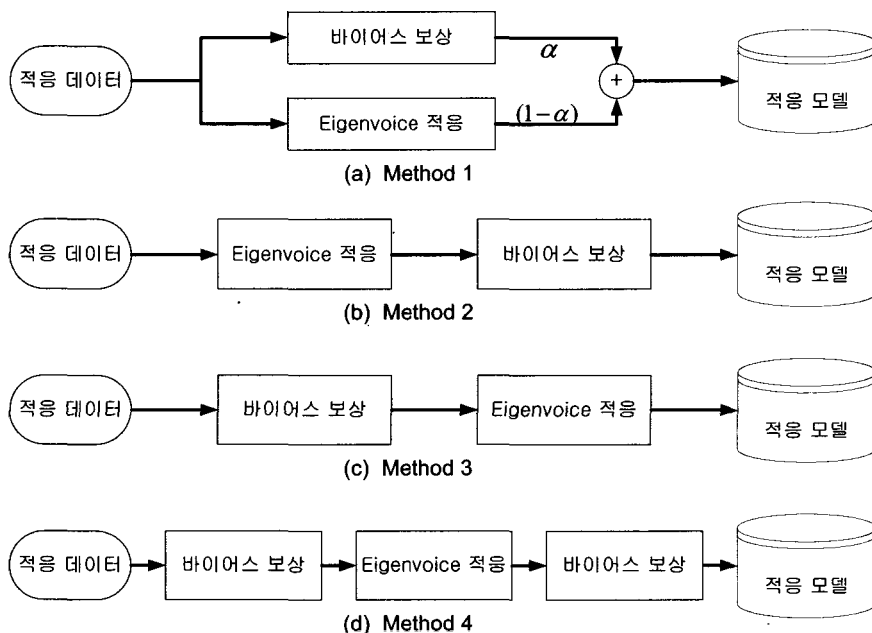 바이어스 보상
α
적응 데이터
+
적응 모델
Eigenvoice 적응
(1-α)
(a) Method 1
적응 데이터
Eigenvoice 적응
바이어스 보상
적응 모델
(b) Method 2
적응 데이터
바이어스 보상
Eigenvoice 적응
적응 모델
(c) Method 3
적응 데이터
바이어스 보상
Eigenvoice 적응
바이어스 보상
적응 모델
(d) Method 4